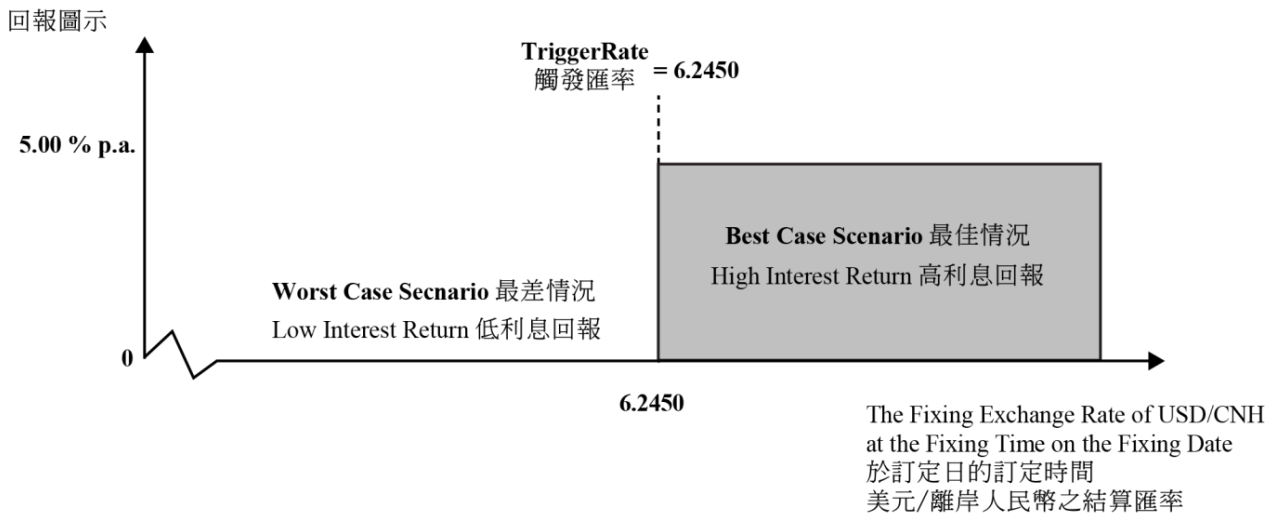 回報圖示
TriggerRate
觸發匯率 = 6.2450
5.00 % p.a.
Best Case Scenario 最佳情況
High Interest Return 高利息回報
Worst Case Secnario 最差情況
Low Interest Return 低利息回報
0
6.2450
The Fixing Exchange Rate of USD/CNH
at the Fixing Time on the Fixing Date
於訂定日的訂定時間
美元/離岸人民幣之結算匯率